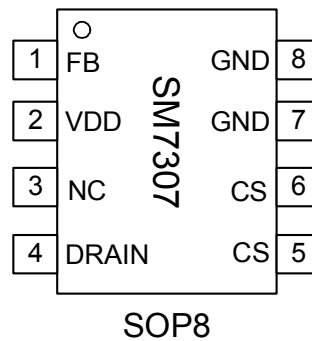 1 FB GND 8
2 VDD GND 7
3 NC CS 6
4 DRAIN CS 5
SM7307
SOP8